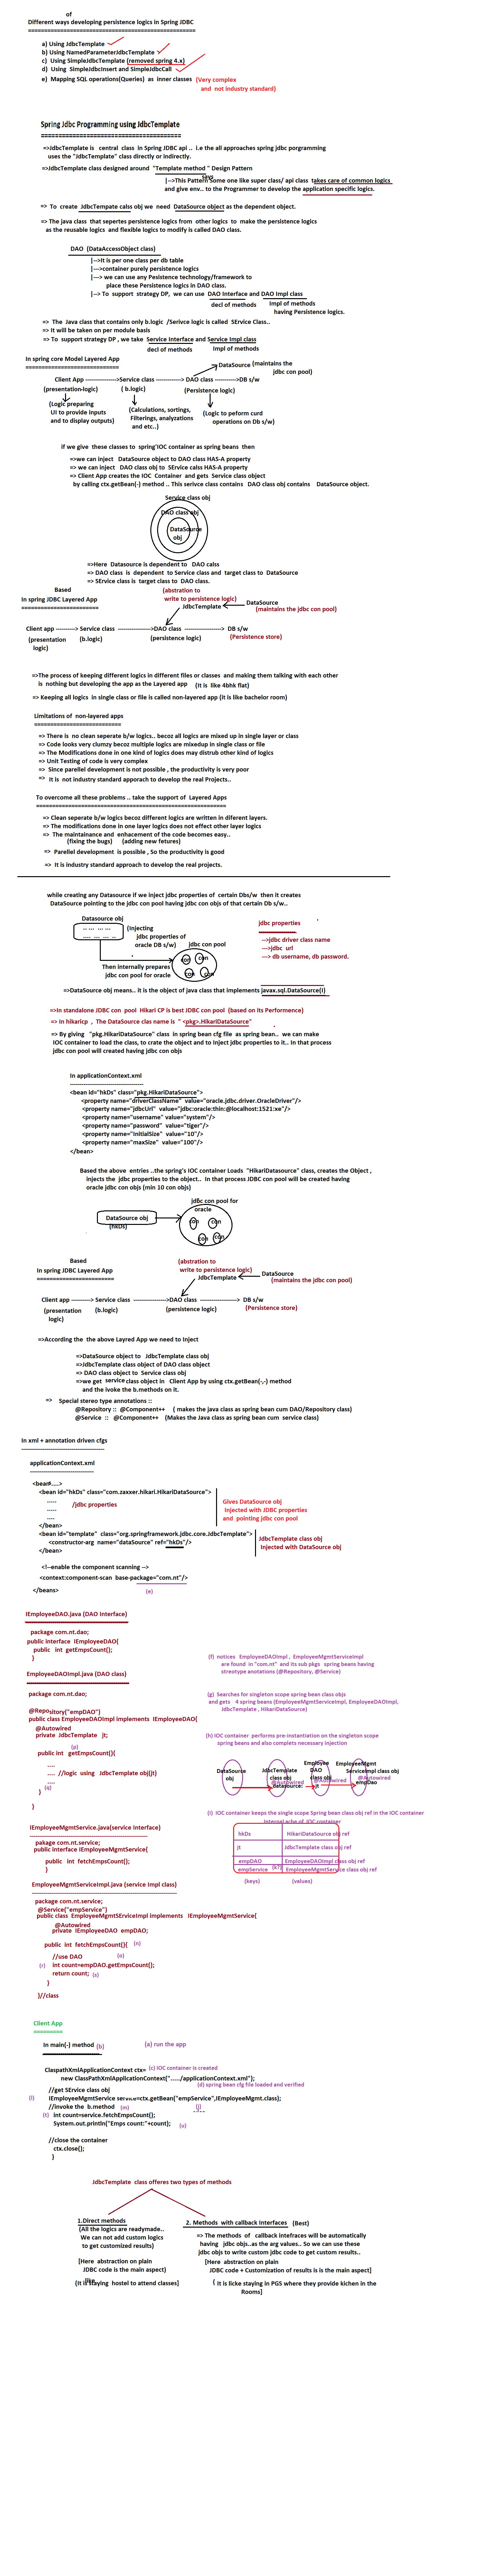 of
Different ways developing persistence logics in Spring JDBC
==================================================
a) Using JdbcTemplate
b) Using NamedParameterJdbcTemplate
c) Using SimpleJdbcTemplate (removed spring 4.x)
d) Using SimpleJdbcInsert and SimpleJdbcCall
e) Mapping SQL operations(Queries) as inner classes (Very complex
and not industry standard)
Spring Jdbc Programming using JdbcTemplate
========================================
=>JdbcTemplate is central class in Spring JDBC api .. i.e the all approaches spring jdbc porgramming
uses the "JdbcTemplate" class directly or indirectly.
=>JdbcTemplate class designed around "Template method " Design Pattern
says
|-->This Pattern Some one like super class/ api class takes care of common logics
and give env.. to the Programmer to develop the application specific logics.
=> To create JdbcTempate calss obj we need DataSource object as the dependent object.
=> The java class that sepertes persistence logics from other logics to make the persistence logics
as the reusable logics and flexible logics to modify is called DAO class.
DAO (DataAccessObject class)
|-->It is per one class per db table
|--->container purely persistence logics
|---> we can use any Pesistence technology/framework to
place these Persistence logics in DAO class.
|--> To support strategy DP, we can use DAO Interface and DAO Impl class
decl of methods
Impl of methods
having Persistence logics.
=> The Java class that contains only b.logic /Serivce logic is called SErvice Class..
=> It will be taken on per module basis
=> To support strategy DP , we take Service Interface and Service Impl class
decl of methods
Impl of methods
In spring core Model Layered App
=============================
DataSource (maintains the
jdbc con pool)
Client App --------------->Service class ------------> DAO class ---------->DB s/w
(presentation-logic)
( b.logic)
(Persistence logic)
(Logic preparing
UI to provide inputs
and to display outputs)
(Calculations, sortings,
Filterings, analyzations
and etc..)
(Logic to peform curd
operations on Db s/w)
if we give these classes to spring'IOC container as spring beans then
=>we can inject DataSource object to DAO class HAS-A property
=> we can inject DAO class obj to SErvice calss HAS-A property
=> Client App creates the IOC Container and gets Service class object
by calling ctx.getBean(-) method .. This serivce class contains DAO class obj contains DataSource object.
Service class obj
DAO class obj
DataSource
obj
=>Here Datasource is dependent to DAO calss
=> DAO class is dependent to Service class and target class to DataSource
=> SErvice class is target class to DAO class.
Based
In spring JDBC Layered App
========================
(abstration to
write to persistence logic)
JdbcTemplate
DataSource
(maintains the jdbc con pool)
Client app ----------> Service class ------------------>DAO class -------------------> DB s/w
(presentation
logic)
(b.logic)
(persistence logic)
(Persistence store)
=>The process of keeping different logics in different files or classes and making them talking with each other
is nothing but developing the app as the Layered app (It is like 4bhk flat)
=> Keeping all logics in single class or file is called non-layered app (it is like bachelor room)
Limitations of non-layered apps
===========================
=> There is no clean seperate b/w logics.. becoz all logics are mixed up in single layer or class
=> Code looks very clumzy becoz multiple logics are mixedup in single class or file
=> The Modifications done in one kind of logics does may distrub other kind of logics
=> Unit Testing of code is very complex
=> Since parellel development is not possible , the productivity is very poor
=> It is not industry standard apporach to develop the real Projects..
To overcome all these problems .. take the support of Layered Apps
===========================================================
=> Clean seperate b/w logics becoz different logics are written in diferent layers.
=> The modifications done in one layer logics does not effect other layer logics
=> The maintainance and enhacement of the code becomes easy..
(fixing the bugs) (adding new fetures)
=> Parellel development is possible , So the productivity is good
=> It is industry standard approach to develop the real projects.
while creating any Datasource if we inject jdbc properties of certain Dbs/w then it creates
DataSource pointing to the jdbc con pool having jdbc con objs of that certain Db s/w..
Datasource obj
.. ... ... ...
.... ... ... ..
(Injecting
jdbc properties of
oracle DB s/w)
jdbc con pool
con
con
con
con
Then internally prepares
jdbc con pool for oracle
jdbc properties
-->jdbc driver class name
--->jdbc url
---> db username, db password.
=>DataSource obj means.. it is the object of java class that implements javax.sql.DataSource(I)
=>In standalone JDBC con pool Hikari CP is best JDBC con pool (based on Its Performence)
=> In hikaricp , The DataSource clas name is " <pkg>.HikariDataSource"
=> By giving "pkg.HikariDataSource" class in spring bean cfg file as spring bean.. we can make
IOC container to load the class, to crate the object and to Inject jdbc properties to it.. In that process
jdbc con pool will created having jdbc con objs
In applicationContext.xml
----------------------------------
<bean id="hkDs" class="pkg.HikariDataSource">
<property name="driverClassName" value="oracle.jdbc.driver.OracleDriver"/>
<property name="jdbcUrl" value="jdbc:oracle:thin:@localhost:1521:xe"/>
<property name="username" value="system"/>
<property name="password" value="tiger"/>
<property name="InitialSize" value="10"/>
<property name="maxSize" value="100"/>
</bean>
Based the above entries ..the spring's IOC container Loads "HikariDatasource" class, creates the Object ,
injects the jdbc properties to the object.. In that process JDBC con pool will be created having
oracle jdbc con objs (min 10 con objs)
jdbc con pool for
oracle
DataSource obj
(hkDs)
con
con
con
con
Based
In spring JDBC Layered App
========================
(abstration to
write to persistence logic)
JdbcTemplate
DataSource
(maintains the jdbc con pool)
Client app ----------> Service class ------------------>DAO class -------------------> DB s/w
(presentation
logic)
(b.logic)
(persistence logic)
(Persistence store)
=>According the the above Layred App we need to Inject
=>DataSource object to JdbcTemplate class obj
=>JdbcTemplate class object of DAO class object
=> DAO class object to Service class obj
=>we get service class object in Client App by using ctx.getBean(-,-) method
and the ivoke the b.methods on it.
=> Special stereo type annotations ::
@Repository :: @Component++ ( makes the java class as spring bean cum DAO/Repository class)
@Service :: @Component++ (Makes the Java class as spring bean cum service class)
In xml + annotation driven cfgs
--------------------------------------
applicationContext.xml
-----------------------------
<beans....>
<bean id="hkDs" class="com.zaxxer.hikari.HikariDataSource">
.....
..... /jdbc properties
....
</bean>
Gives DataSource obj
Injected with JDBC properties
and pointing jdbc con pool
<bean id="template" class="org.springframework.jdbc.core.JdbcTemplate">
<constructor-arg name="dataSource" ref="hkDs"/>
</bean>
JdbcTemplate class obj
Injected with DataSource obj
<!--enable the component scanning -->
<context:component-scan base-package="com.nt"/>
(e)
</beans>
IEmployeeDAO.java (DAO Interface)
package com.nt.dao;
public interface IEmployeeDAO{
public int getEmpsCount();
}
(f) notices EmployeeDAOImpl , EmployeeMgmtServiceImpl
are found in "com.nt" and its sub pkgs spring beans having
streotype anotations (@Repository, @Service)
EmployeeDAOImpl.java (DAO class)
package com.nt.dao;
(g) Searches for singleton scope spring bean class objs
and gets 4 spring beans (EmployeeMgmtServiceImpl, EmployeeDAOImpl,
JdbcTemplate , HikariDataSource)
@Repository("empDAO")
public class EmployeeDAOImpl implements IEmployeeDAO{
@Autowired
private JdbcTemplate jt;
(h) IOC container performs pre-instantiation on the singleton scope
spring beans and also complets necessary injection
(p)
public int getEmpsCount(){
....
.... //logic using JdbcTemplate obj(jt)
....
(q)
}
}
DataSource
obj
JdbcTemplate
class obj
@Autowired
datasource:
Employee
DAO
class obj
@Autowired
jt
EmployeeMgmt
ServiceImpl class obj
@Autowired
empDao
(i) IOC container keeps the single scope Spring bean class obj ref in the IOC container
hkDs HikariDataSource obj ref
jt JdbcTemplate class obj ref
empDAO EmployeeDAOImpl class obj ref
empService (k?) EmployeeMgmtService class obj ref
(keys) (values)
IEmployeeMgmtService.java(service Interface)
------------------------------------------------------
pakage com.nt.service;
public interface IEmployeeMgmtService{
public int fetchEmpsCount();
}
EmployeeMgmtServiceImpl.java (service Impl class)
------------------------------------------------------------------
package com.nt.service;
@Service("empService")
public class EmployeeMgmtSErviceImpl implements IEmployeeMgmtService{
@Autowired
private IEmployeeDAO empDAO;
public int fetchEmpsCount(){ (n)
//use DAO (o)
(r) int count=empDAO.getEmpsCount();
return count; (s)
}
}//class
Client App
=========
In main(-) method (b)
(a) run the app
ClaspathXmlApplicationContext ctx= (c) IOC container is created
new ClassPathXmlApplicationContext("...../applicationContext.xml");
(d) spring bean cfg file loaded and verified
//get SErvice class obj
(l) IEmployeeMgmtService service=ctx.getBean("empService",IEmployeeMgmt.class);
//invoke the b.method (m)
(j)
(t) int count=service.fetchEmpsCount();
System.out.println("Emps count:"+count); (u)
//close the container
ctx.close();
}
JdbcTemplate class offeres two types of methods
1.Direct methods
(All the logics are readymade..
We can not add custom logics
to get customized results)
[Here abstraction on plain
JDBC code is the main aspect)
like
(It is staying hostel to attend classes]
2. Methods with callback Interfaces (Best)
=> The methods of callback intefraces will be automatically
having jdbc objs..as the arg values.. So we can use these
jdbc objs to write custom jdbc code to get custom results..
[Here abstraction on plain
JDBC code + Customization of results is is the main aspect]
( It is licke staying in PGS where they provide kichen in the
Rooms]